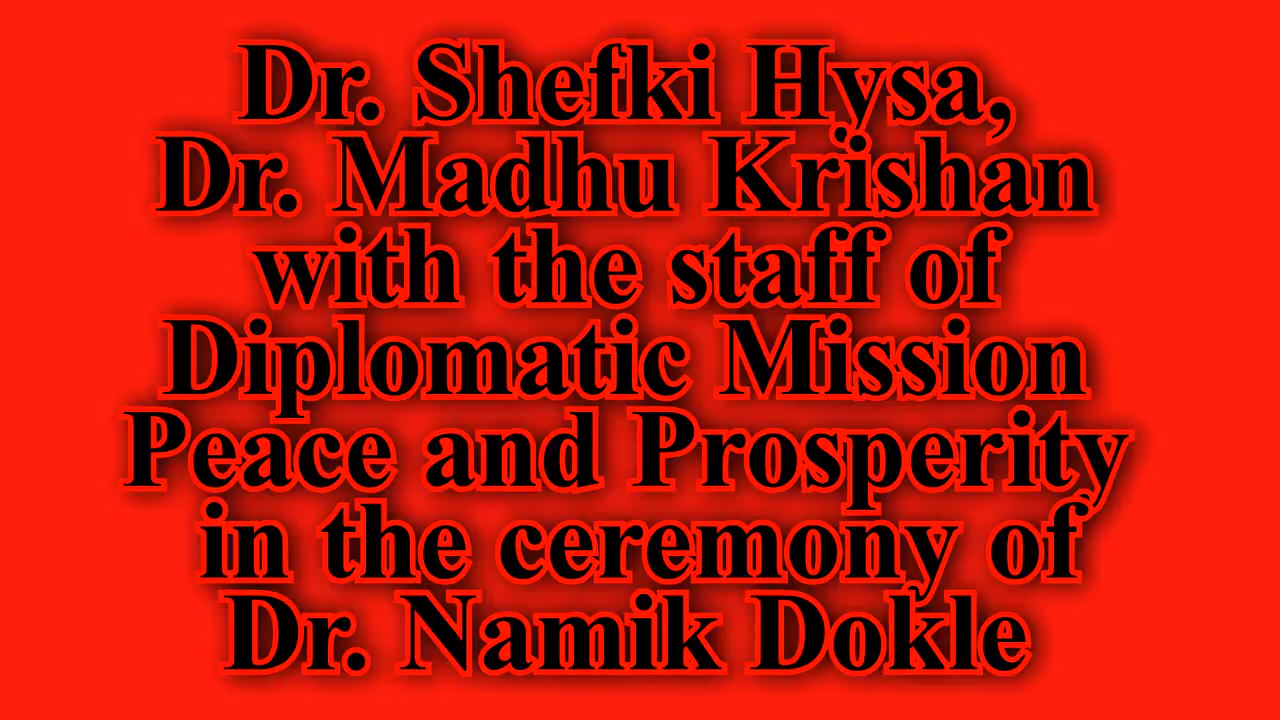 Dr. Shefki Hysa,
Dr. Madhu Krishan
with the staff of
Diplomatic Mission
Peace and Prosperity
in the ceremony of
Dr. Namik Dokle